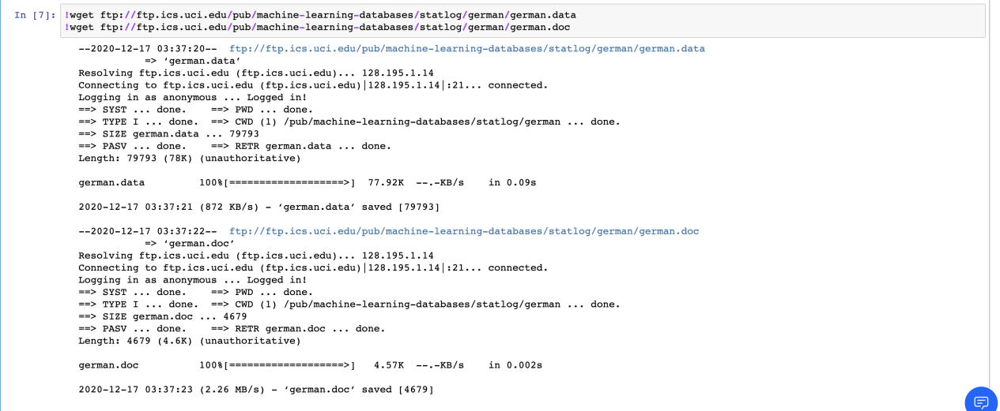 In [7]: !wget ftp://ftp.ics.uci.edu/pub/machine-learning-databases/statlog/german/german.data
!wget ftp://ftp.ics.uci.edu/pub/machine-learning-databases/statlog/german/german.doc
--2020-12-17 03:37:20--  ftp://ftp.ics.uci.edu/pub/machine-learning-databases/statlog/german/german.data
           => ‘german.data’
Resolving ftp.ics.uci.edu (ftp.ics.uci.edu)... 128.195.1.14
Connecting to ftp.ics.uci.edu (ftp.ics.uci.edu)|128.195.1.14|:21... connected.
Logging in as anonymous ... Logged in!
==> SYST ... done.    ==> PWD ... done.
==> TYPE I ... done.  ==> CWD (1) /pub/machine-learning-databases/statlog/german ... done.
==> SIZE german.data ... 79793
==> PASV ... done.    ==> RETR german.data ... done.
Length: 79793 (78K) (unauthoritative)
german.data         100%[===================>]  77.92K  --.-KB/s    in 0.09s
2020-12-17 03:37:21 (872 KB/s) - ‘german.data’ saved [79793]
--2020-12-17 03:37:22--  ftp://ftp.ics.uci.edu/pub/machine-learning-databases/statlog/german/german.doc
           => ‘german.doc’
Resolving ftp.ics.uci.edu (ftp.ics.uci.edu)... 128.195.1.14
Connecting to ftp.ics.uci.edu (ftp.ics.uci.edu)|128.195.1.14|:21... connected.
Logging in as anonymous ... Logged in!
==> SYST ... done.    ==> PWD ... done.
==> TYPE I ... done.  ==> CWD (1) /pub/machine-learning-databases/statlog/german ... done.
==> SIZE german.doc ... 4679
==> PASV ... done.    ==> RETR german.doc ... done.
Length: 4679 (4.6K) (unauthoritative)
german.doc          100%[===================>]   4.57K  --.-KB/s    in 0.002s
2020-12-17 03:37:23 (2.26 MB/s) - ‘german.doc’ saved [4679]